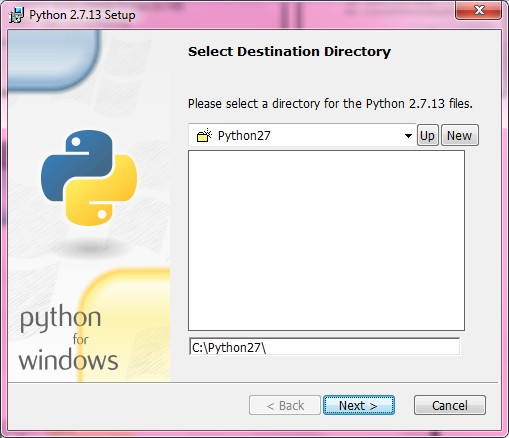 Python 2.7.13 Setup
Select Destination Directory
Please select a directory for the Python 2.7.13 files.
Python27
Up
New
C:\Python27\
python
for
windows
< Back
Next >
Cancel